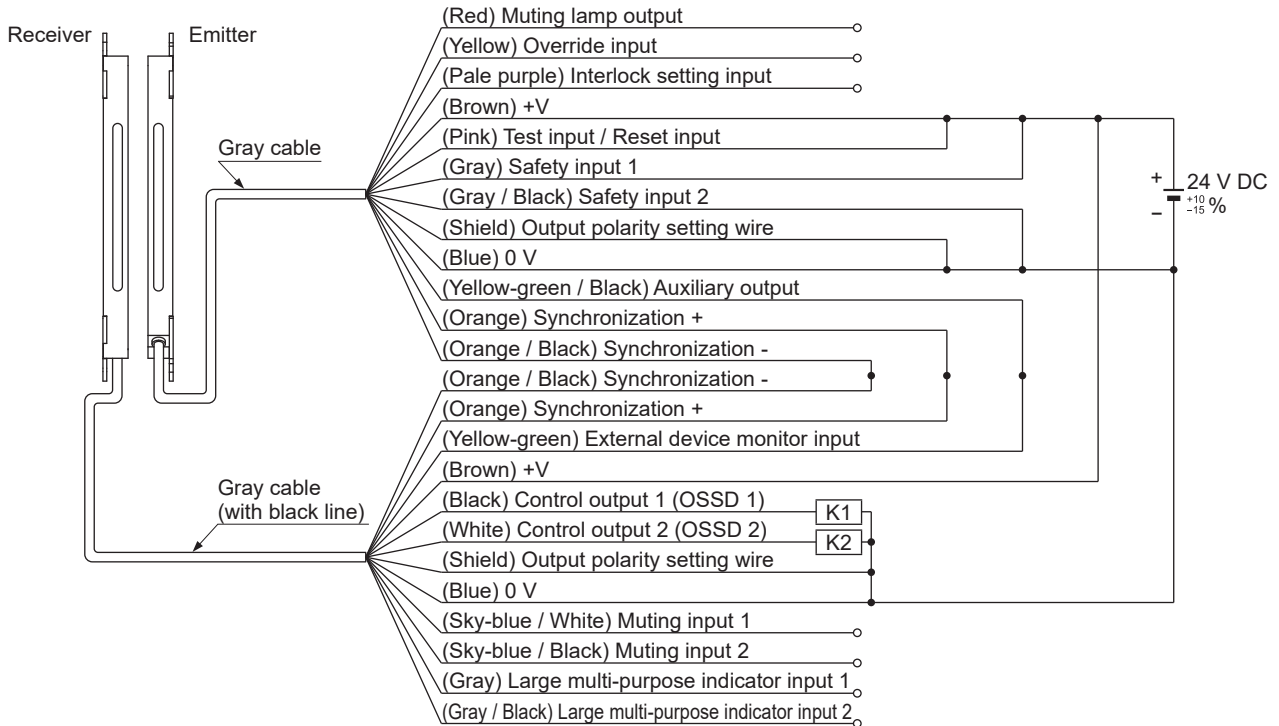 Receiver
Emitter
Gray cable
(Red) Muting lamp output
(Yellow) Override input
(Pale purple) Interlock setting input
(Brown) +V
(Pink) Test input / Reset input
(Gray) Safety input 1
(Gray / Black) Safety input 2
(Shield) Output polarity setting wire
(Blue) 0 V
(Yellow-green / Black) Auxiliary output
(Orange) Synchronization +
(Orange / Black) Synchronization -
+
−
24 V DC
+10
−15 %
Gray cable
(with black line)
(Orange / Black) Synchronization -
(Orange) Synchronization +
(Yellow-green) External device monitor input
(Brown) +V
(Black) Control output 1 (OSSD 1)
K1
(White) Control output 2 (OSSD 2)
K2
(Shield) Output polarity setting wire
(Blue) 0 V
(Sky-blue / White) Muting input 1
(Sky-blue / Black) Muting input 2
(Gray) Large multi-purpose indicator input 1
(Gray / Black) Large multi-purpose indicator input 2